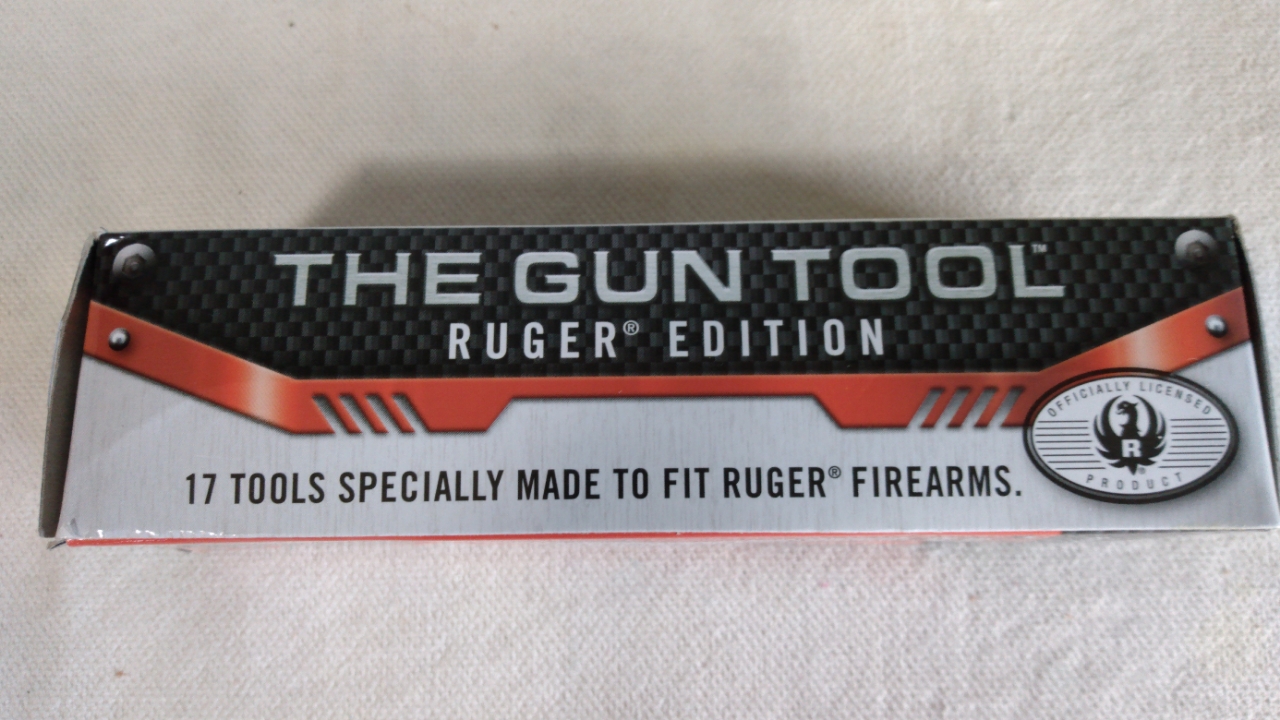 THE GUN TOOL™
RUGER® EDITION
OFFICIALLY LICENSED
R®
PRODUCT
17 TOOLS SPECIALLY MADE TO FIT RUGER® FIREARMS.